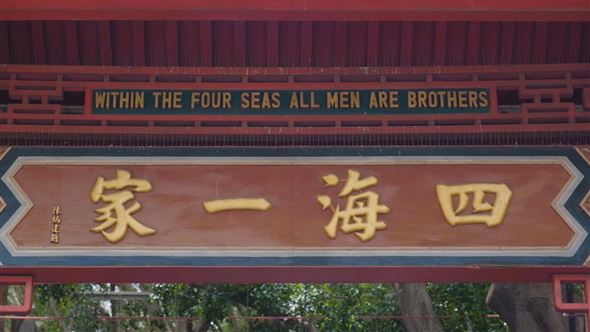 WITHIN THE FOUR SEAS ALL MEN ARE BROTHERS
四海一家